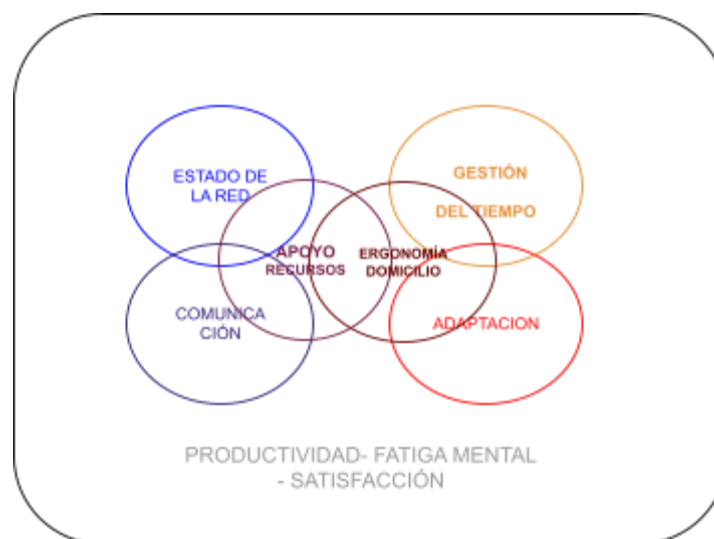 ESTADO DE
LA RED
GESTIÓN
DEL TIEMPO
APOYO
RECURSOS
ERGONOMÍA
DOMICILIO
COMUNICA
CIÓN
ADAPTACION
PRODUCTIVIDAD- FATIGA MENTAL
- SATISFACCIÓN